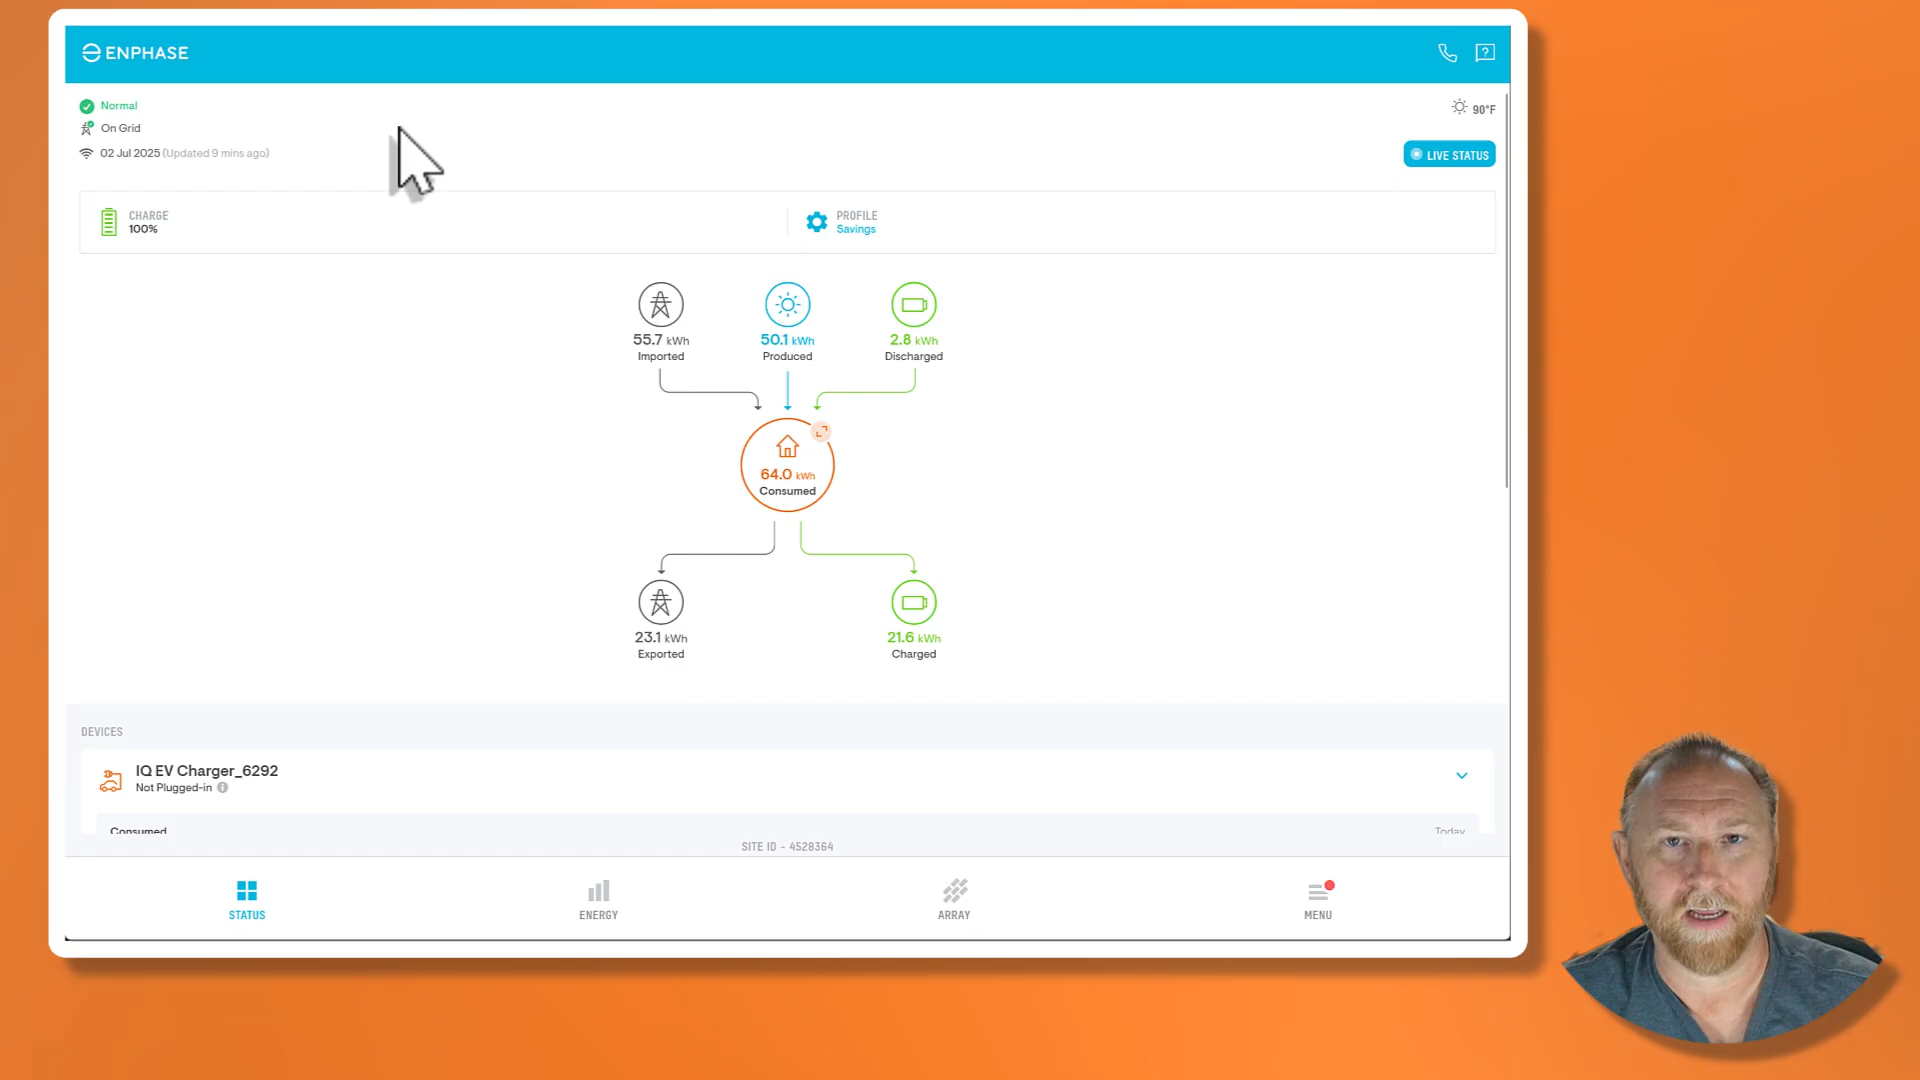 ENPHASE
Normal
On Grid
90°F
02 Jul 2025 (Updated 9 mins ago)
LIVE STATUS
CHARGE
100%
PROFILE
Savings
55.7 kWh
Imported
50.1 kWh
Produced
2.8 kWh
Discharged
64.0 kWh
Consumed
23.1 kWh
Exported
21.6 kWh
Charged
DEVICES
IQ EV Charger_6292
Not Plugged-in
Consumed
Today
SITE ID - 4528364
STATUS
ENERGY
ARRAY
MENU